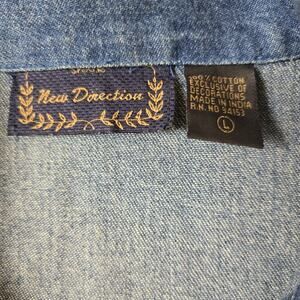 New Direction
100% COTTON
EXCLUSIVE OF
DECORATIONS
MADE IN INDIA
R.N.NO 34153
L